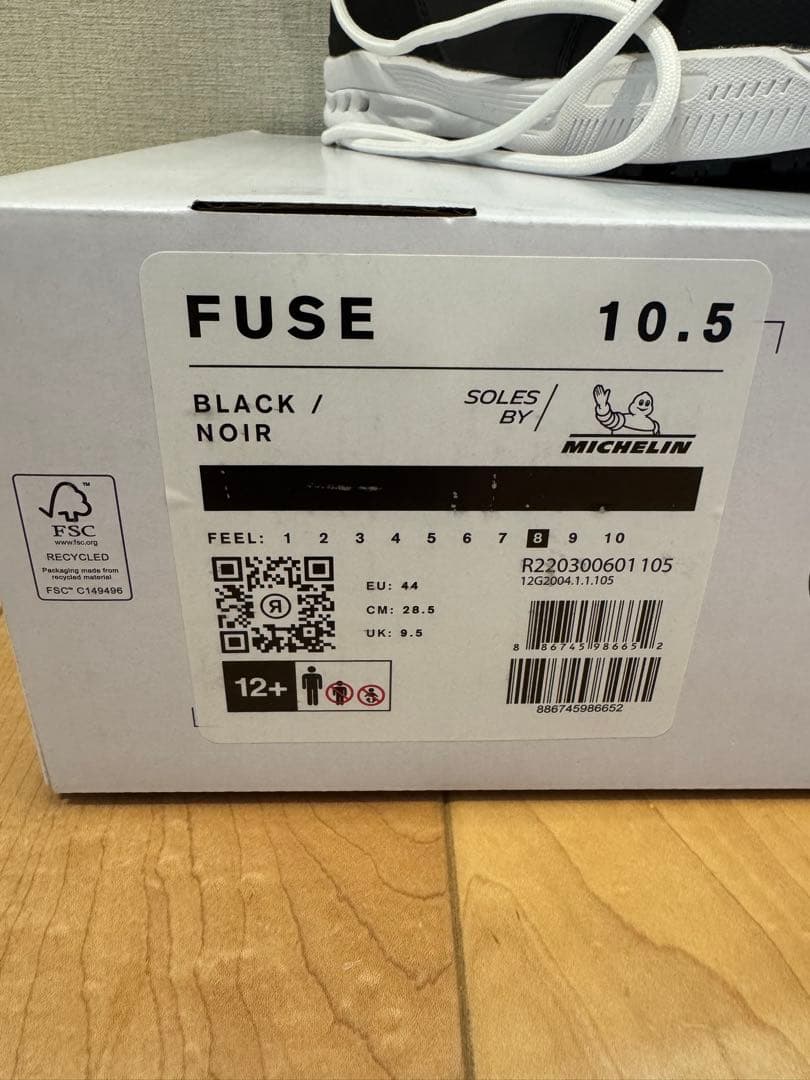 FUSE 10.5
BLACK /
NOIR
SOLES
BY
MICHELIN
FEEL: 1 2 3 4 5 6 7 8 9 10
R220300601105
12G2004.1.1.105
EU: 44
CM: 28.5
UK: 9.5
8 86745 98665 2
12+
886745986652
FSC™
www.fsc.org
RECYCLED
Packaging made from
recycled material
FSC™ C149496